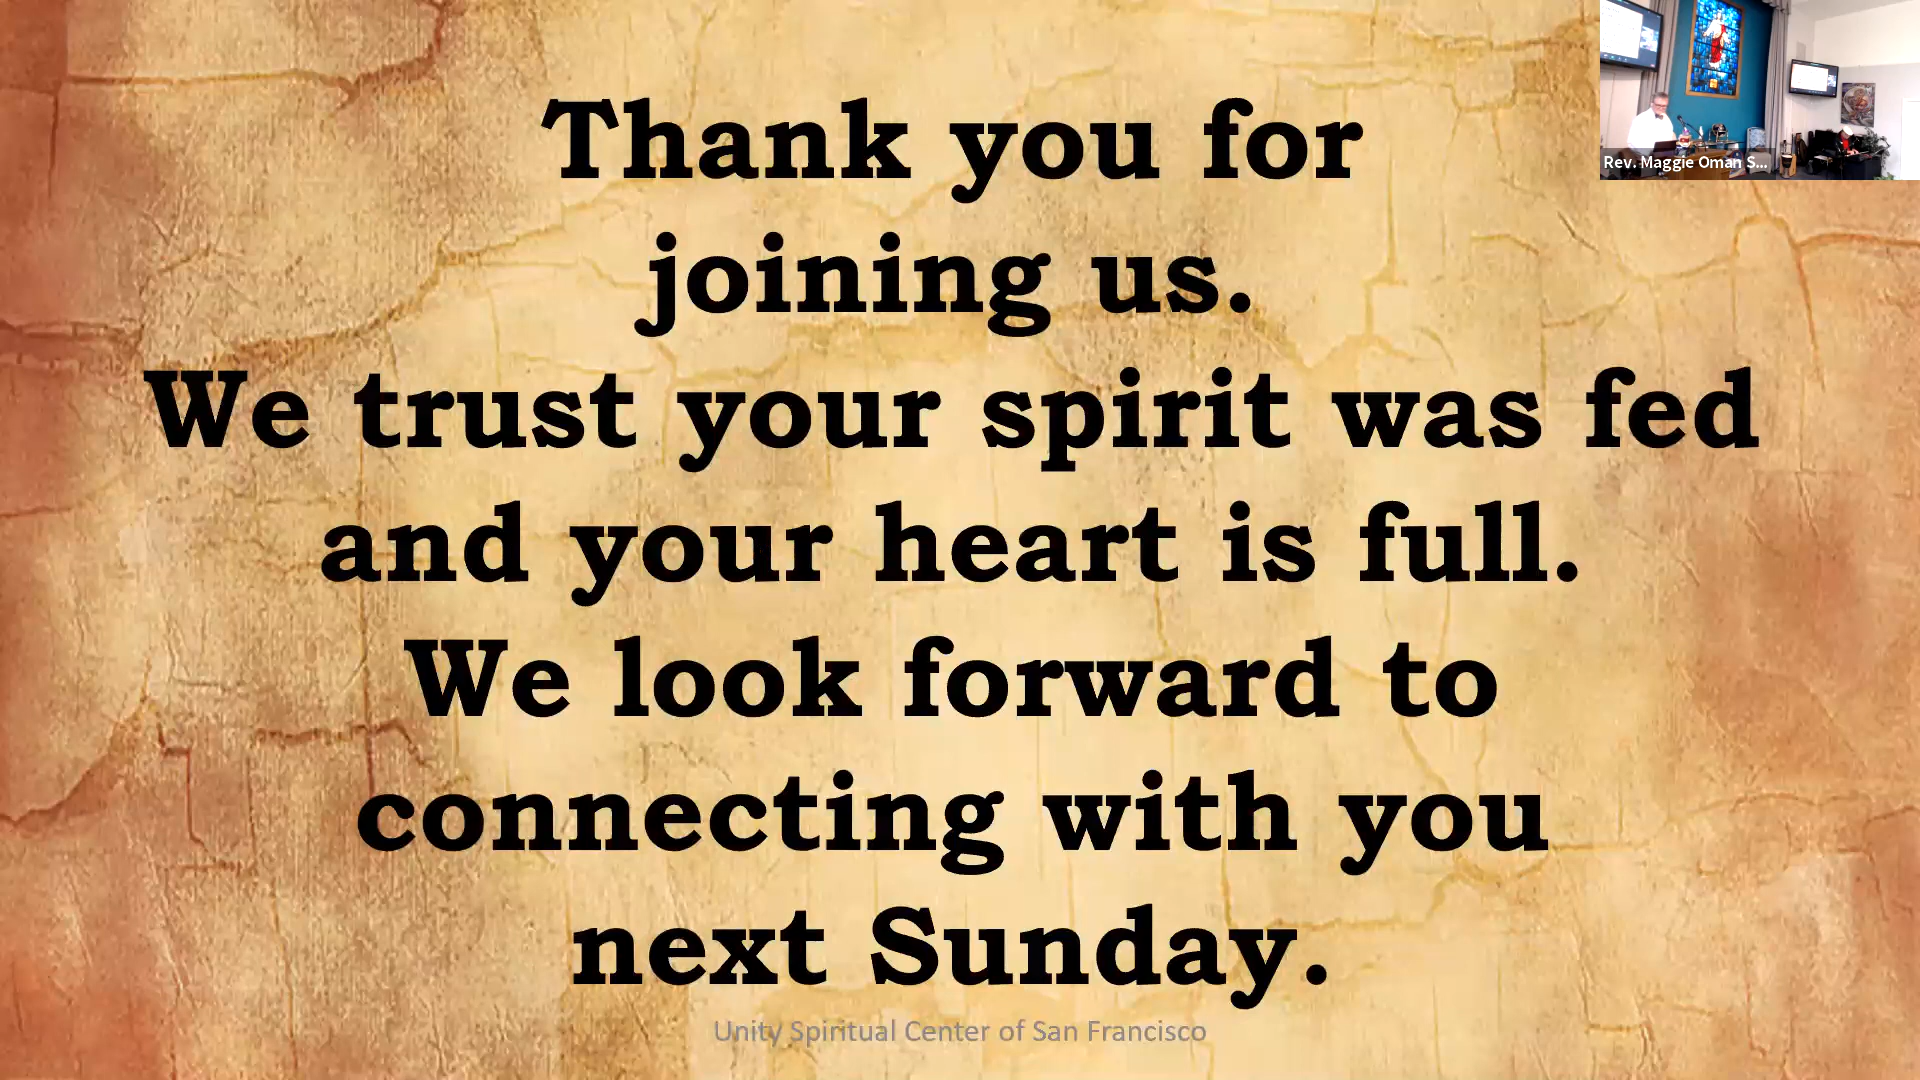 Thank you for
joining us.
We trust your spirit was fed
and your heart is full.
We look forward to
connecting with you
next Sunday.
Unity Spiritual Center of San Francisco
Rev. Maggie Oman S...